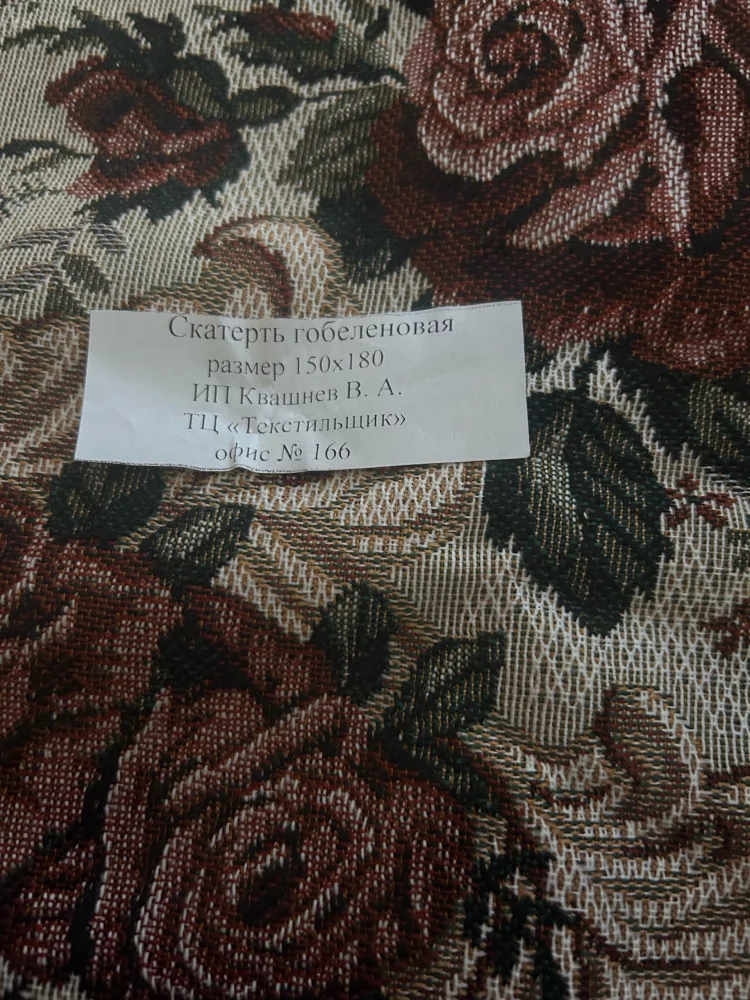 Скатерть гобеленовая
размер 150х180
ИП Квашнев В. А.
ТЦ «Текстильщик»
офис № 166